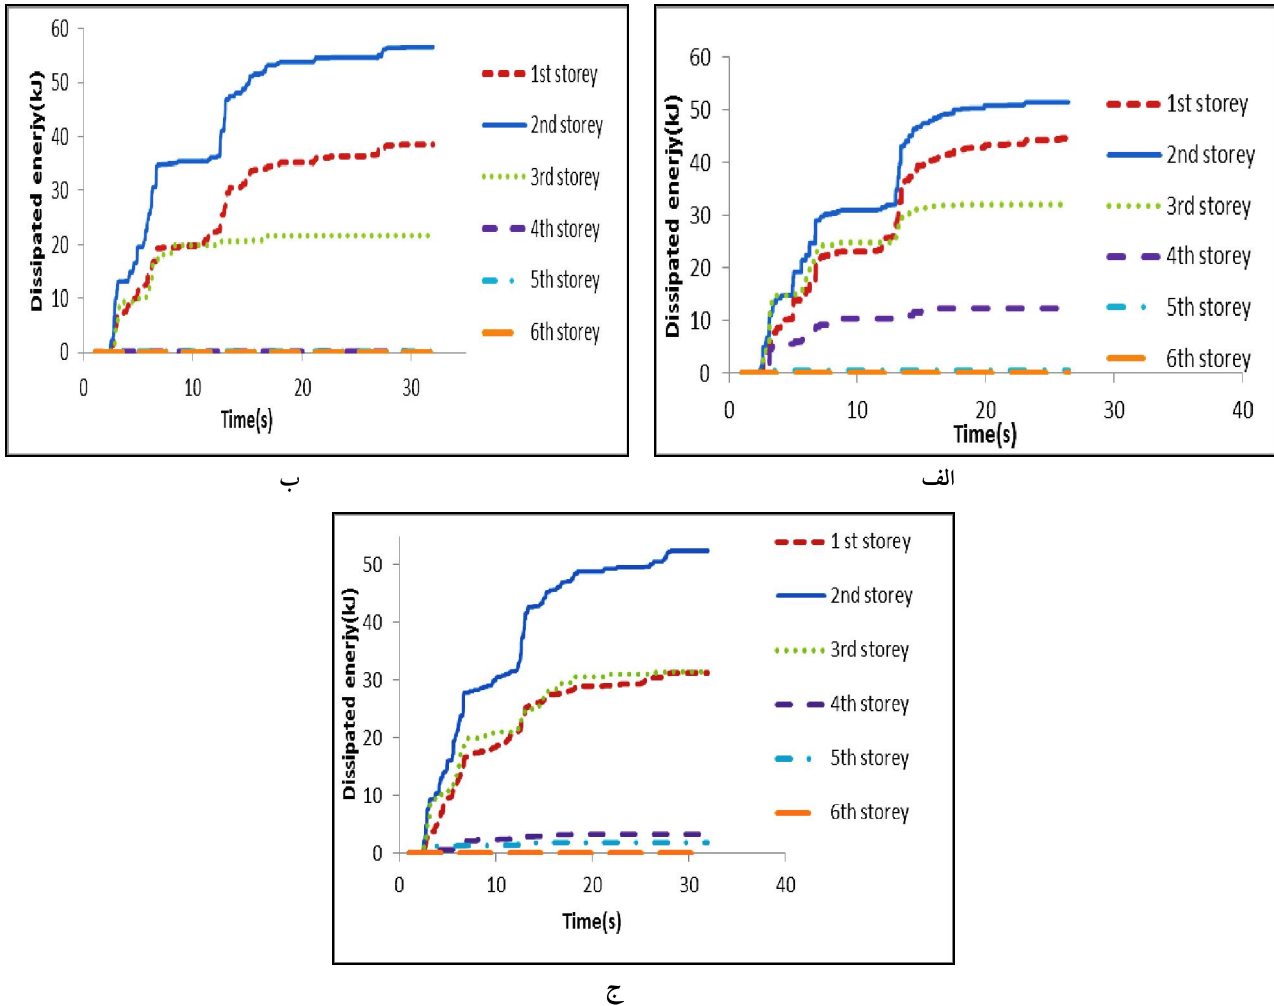 60
50
40
30
20
10
0
0 10 20 30
Dissipated enerjy(kJ)
Time(s)
1st storey
2nd storey
3rd storey
4th storey
5th storey
6th storey
ب
60
50
40
30
20
10
0
0 10 20 30 40
Dissipated enerjy(kJ)
Time(s)
1st storey
2nd storey
3rd storey
4th storey
5th storey
6th storey
الف
50
40
30
20
10
0
0 10 20 30 40
Dissipated enerjy(kJ)
Time(s)
1 st storey
2nd storey
3rd storey
4th storey
5th storey
6th storey
ج